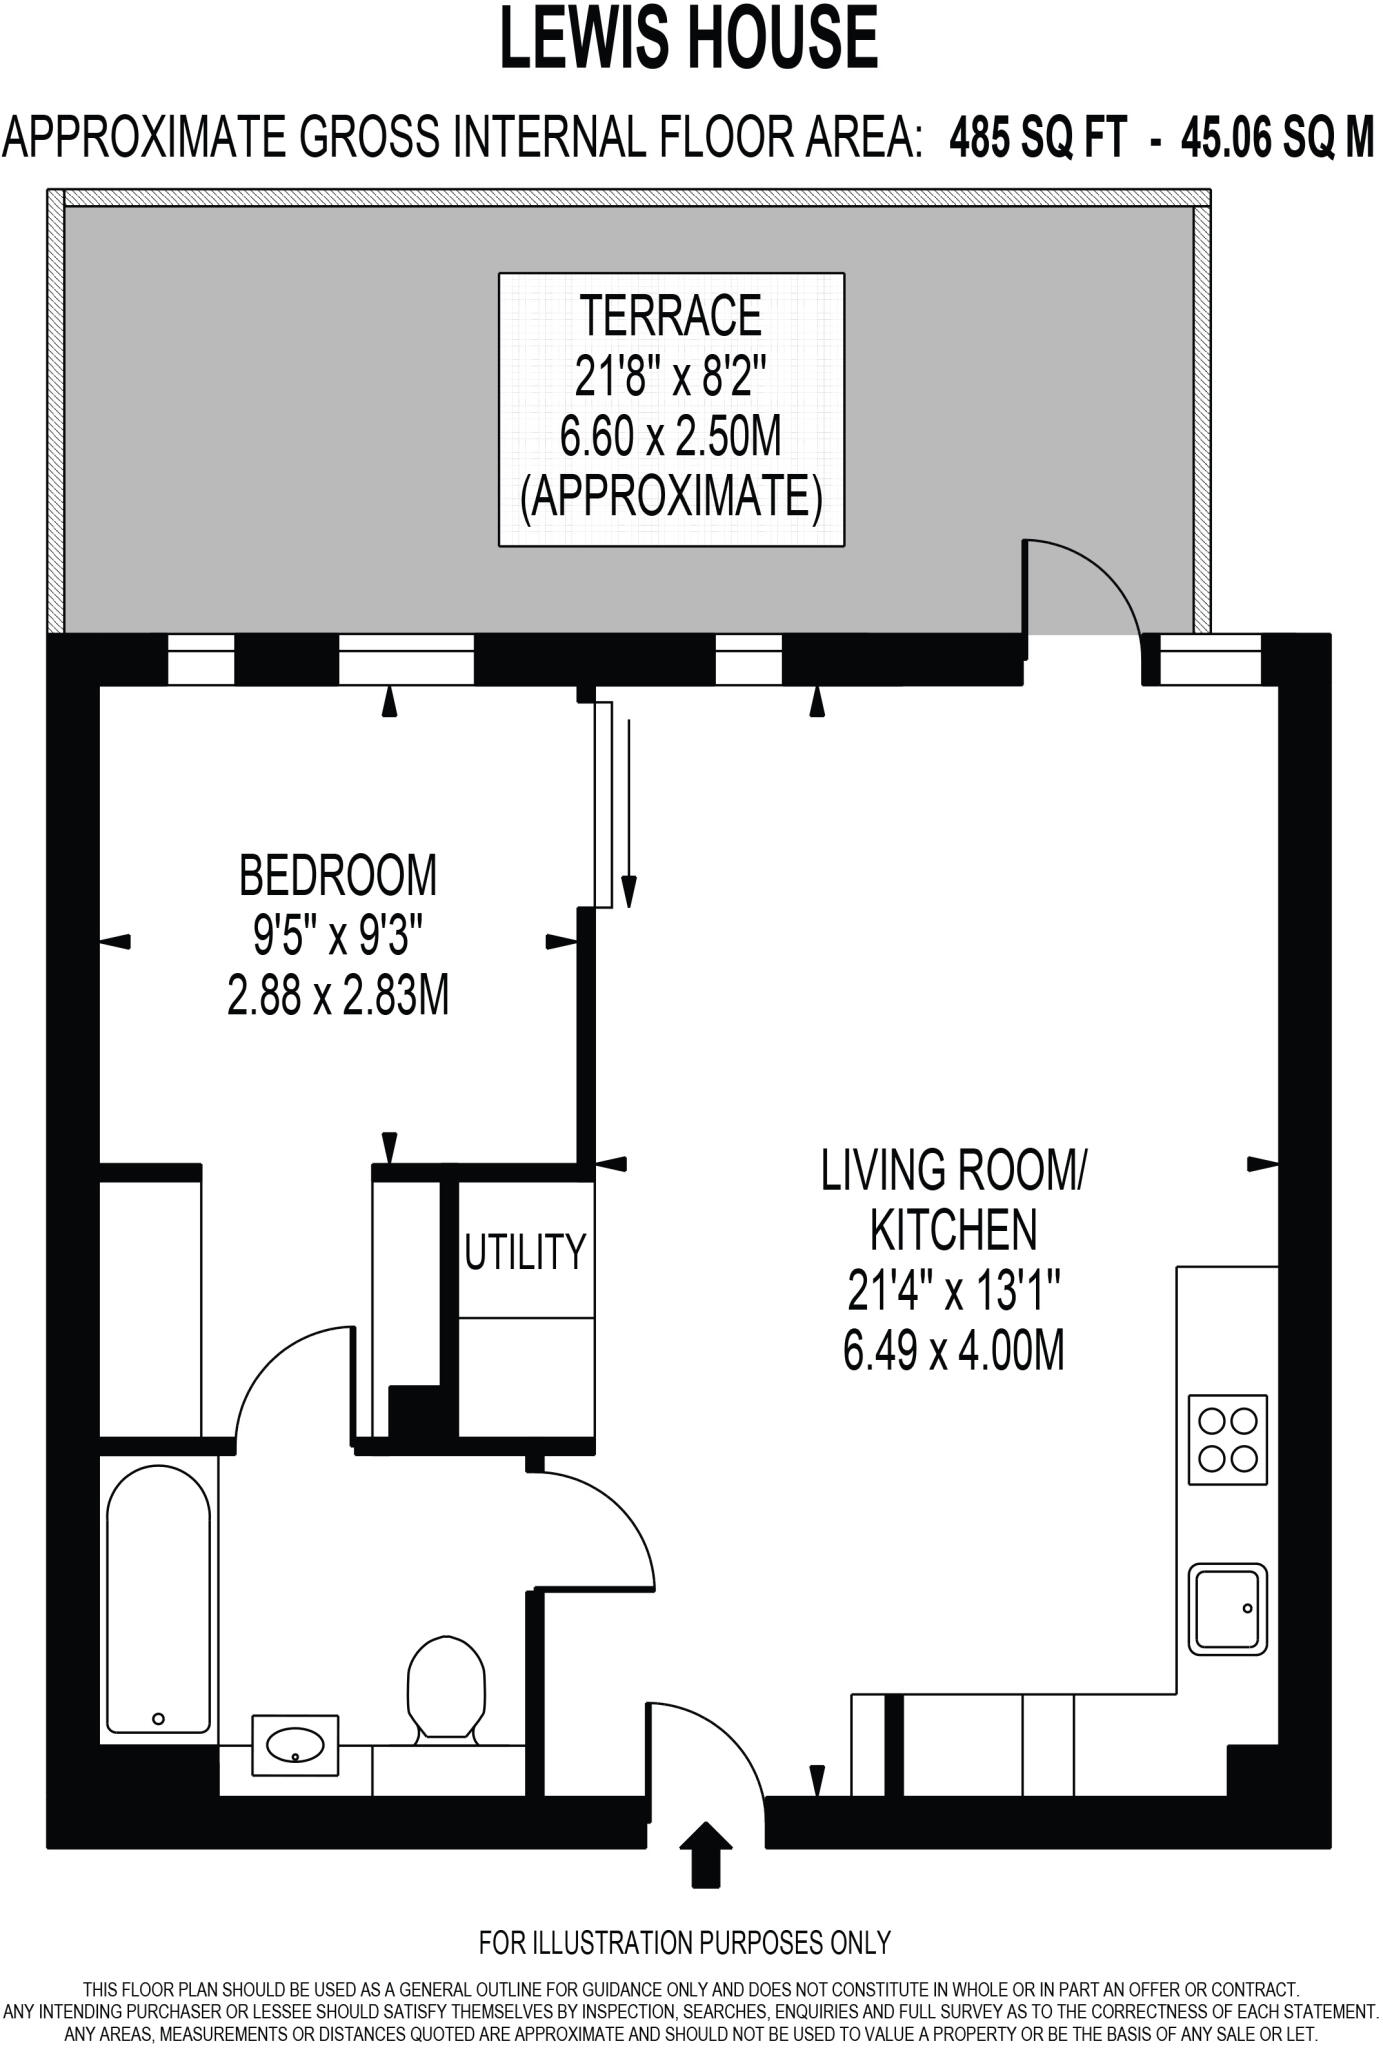 LEWIS HOUSE
APPROXIMATE GROSS INTERNAL FLOOR AREA: 485 SQ FT - 45.06 SQ M
TERRACE
21'8" x 8'2"
6.60 x 2.50M
(APPROXIMATE)
BEDROOM
9'5" x 9'3"
2.88 x 2.83M
LIVING ROOM/
KITCHEN
21'4" x 13'1"
6.49 x 4.00M
UTILITY
FOR ILLUSTRATION PURPOSES ONLY
THIS FLOOR PLAN SHOULD BE USED AS A GENERAL OUTLINE FOR GUIDANCE ONLY AND DOES NOT CONSTITUTE IN WHOLE OR IN PART AN OFFER OR CONTRACT.
ANY INTENDING PURCHASER OR LESSEE SHOULD SATISFY THEMSELVES BY INSPECTION, SEARCHES, ENQUIRIES AND FULL SURVEY AS TO THE CORRECTNESS OF EACH STATEMENT.
ANY AREAS, MEASUREMENTS OR DISTANCES QUOTED ARE APPROXIMATE AND SHOULD NOT BE USED TO VALUE A PROPERTY OR BE THE BASIS OF ANY SALE OR LET.